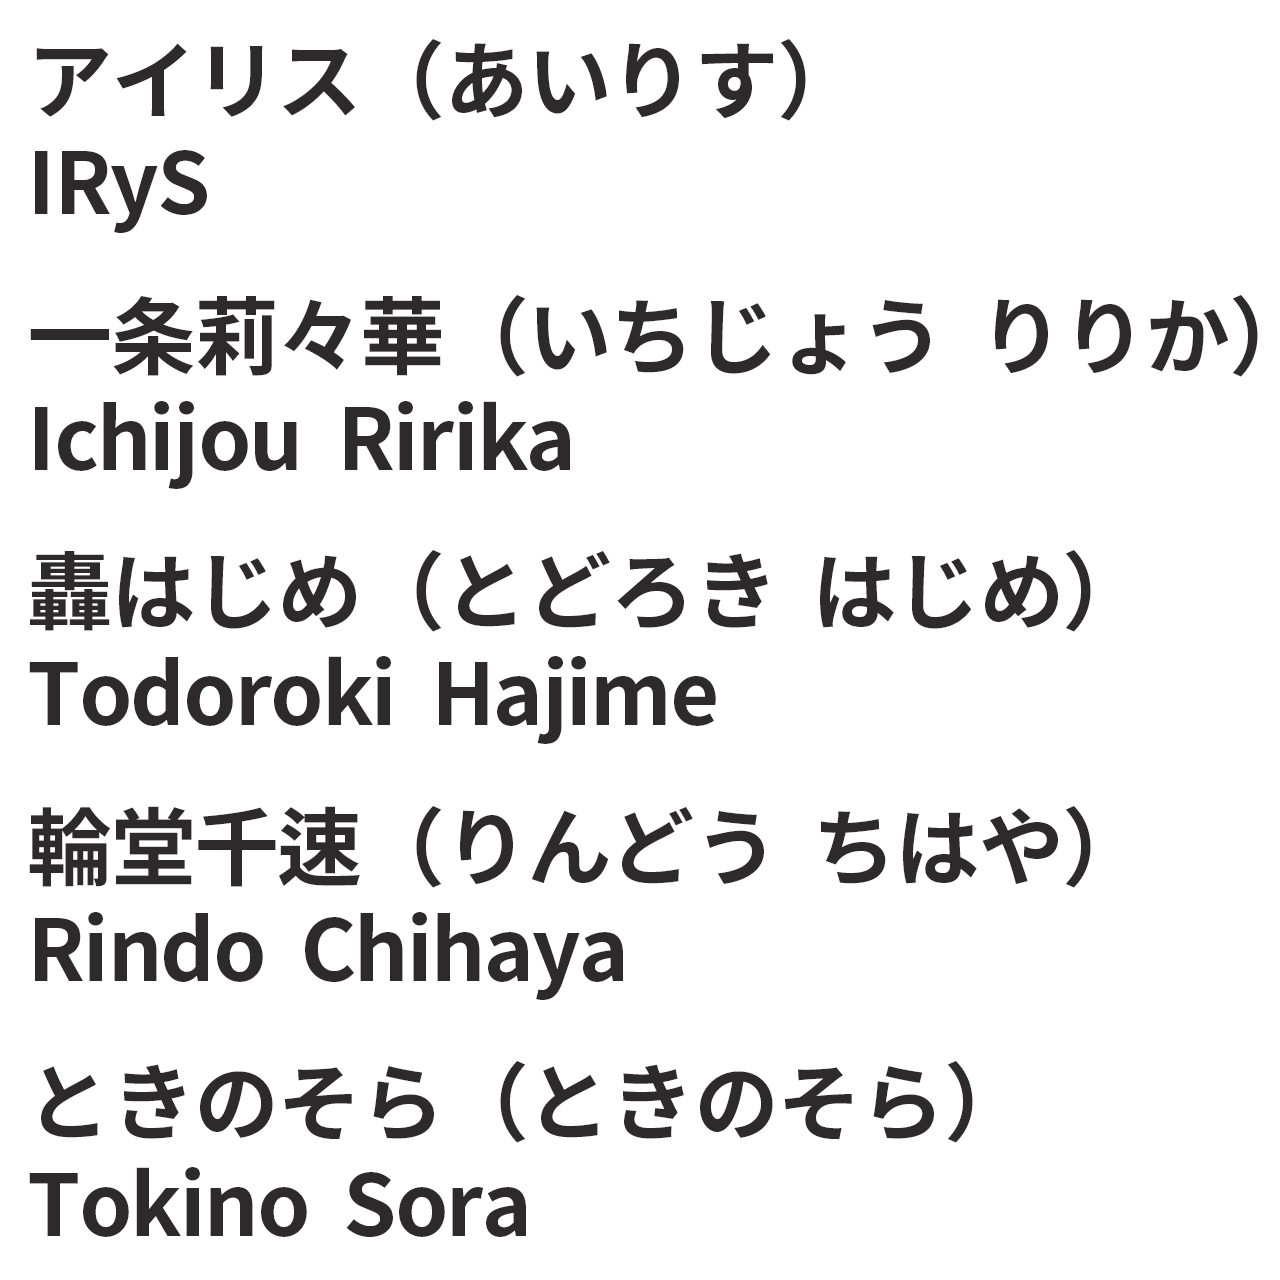 アイリス（あいりす）
IRyS
一条莉々華（いちじょう りりか）
Ichijou Ririka
轟はじめ（とどろき はじめ）
Todoroki Hajime
輪堂千速（りんどう ちはや）
Rindo Chihaya
ときのそら（ときのそら）
Tokino Sora